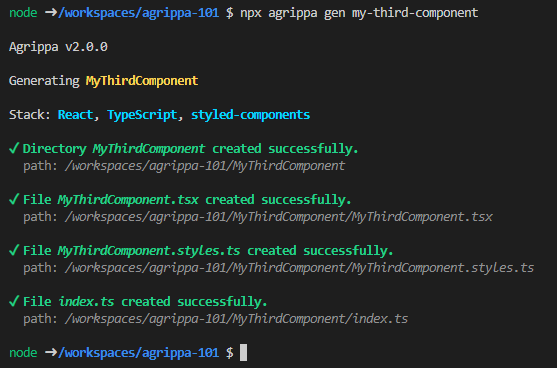 node ➜/workspaces/agrippa-101 $ npx agrippa gen my-third-component
Agrippa v2.0.0
Generating MyThirdComponent
Stack: React, TypeScript, styled-components
✓ Directory MyThirdComponent created successfully.
path: /workspaces/agrippa-101/MyThirdComponent
✓ File MyThirdComponent.tsx created successfully.
path: /workspaces/agrippa-101/MyThirdComponent/MyThirdComponent.tsx
✓ File MyThirdComponent.styles.ts created successfully.
path: /workspaces/agrippa-101/MyThirdComponent/MyThirdComponent.styles.ts
✓ File index.ts created successfully.
path: /workspaces/agrippa-101/MyThirdComponent/index.ts
node ➜/workspaces/agrippa-101 $